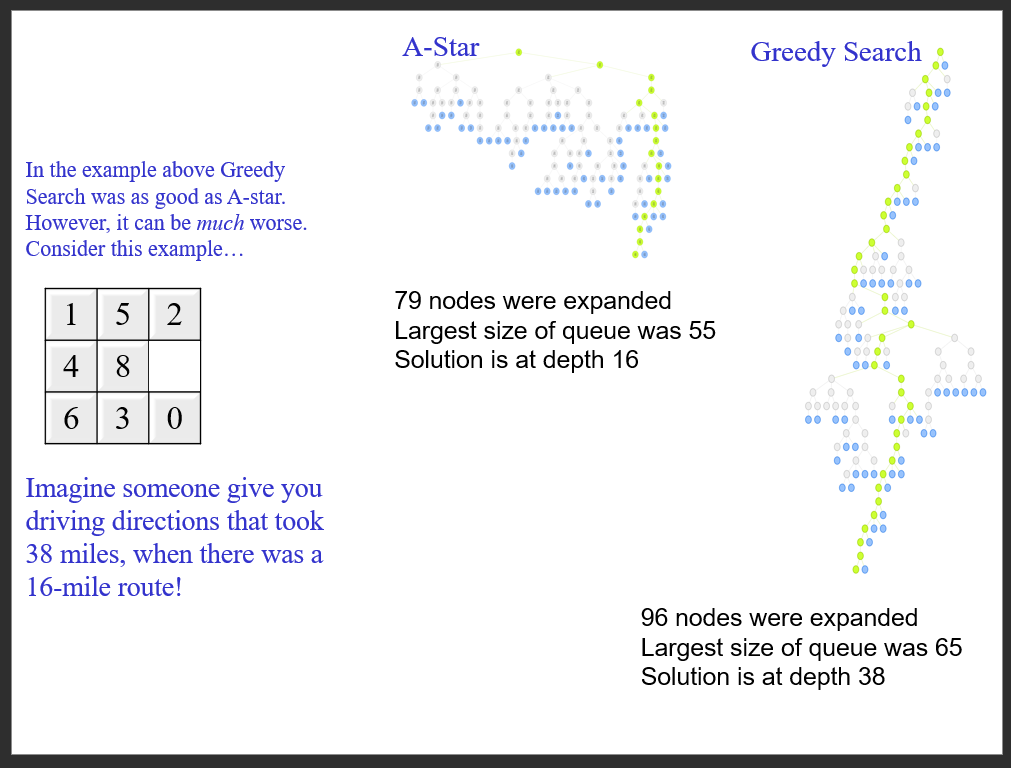 A-Star
Greedy Search
In the example above Greedy
Search was as good as A-star.
However, it can be much worse.
Consider this example…
1 5 2
4 8
6 3 0
79 nodes were expanded
Largest size of queue was 55
Solution is at depth 16
Imagine someone give you
driving directions that took
38 miles, when there was a
16-mile route!
96 nodes were expanded
Largest size of queue was 65
Solution is at depth 38